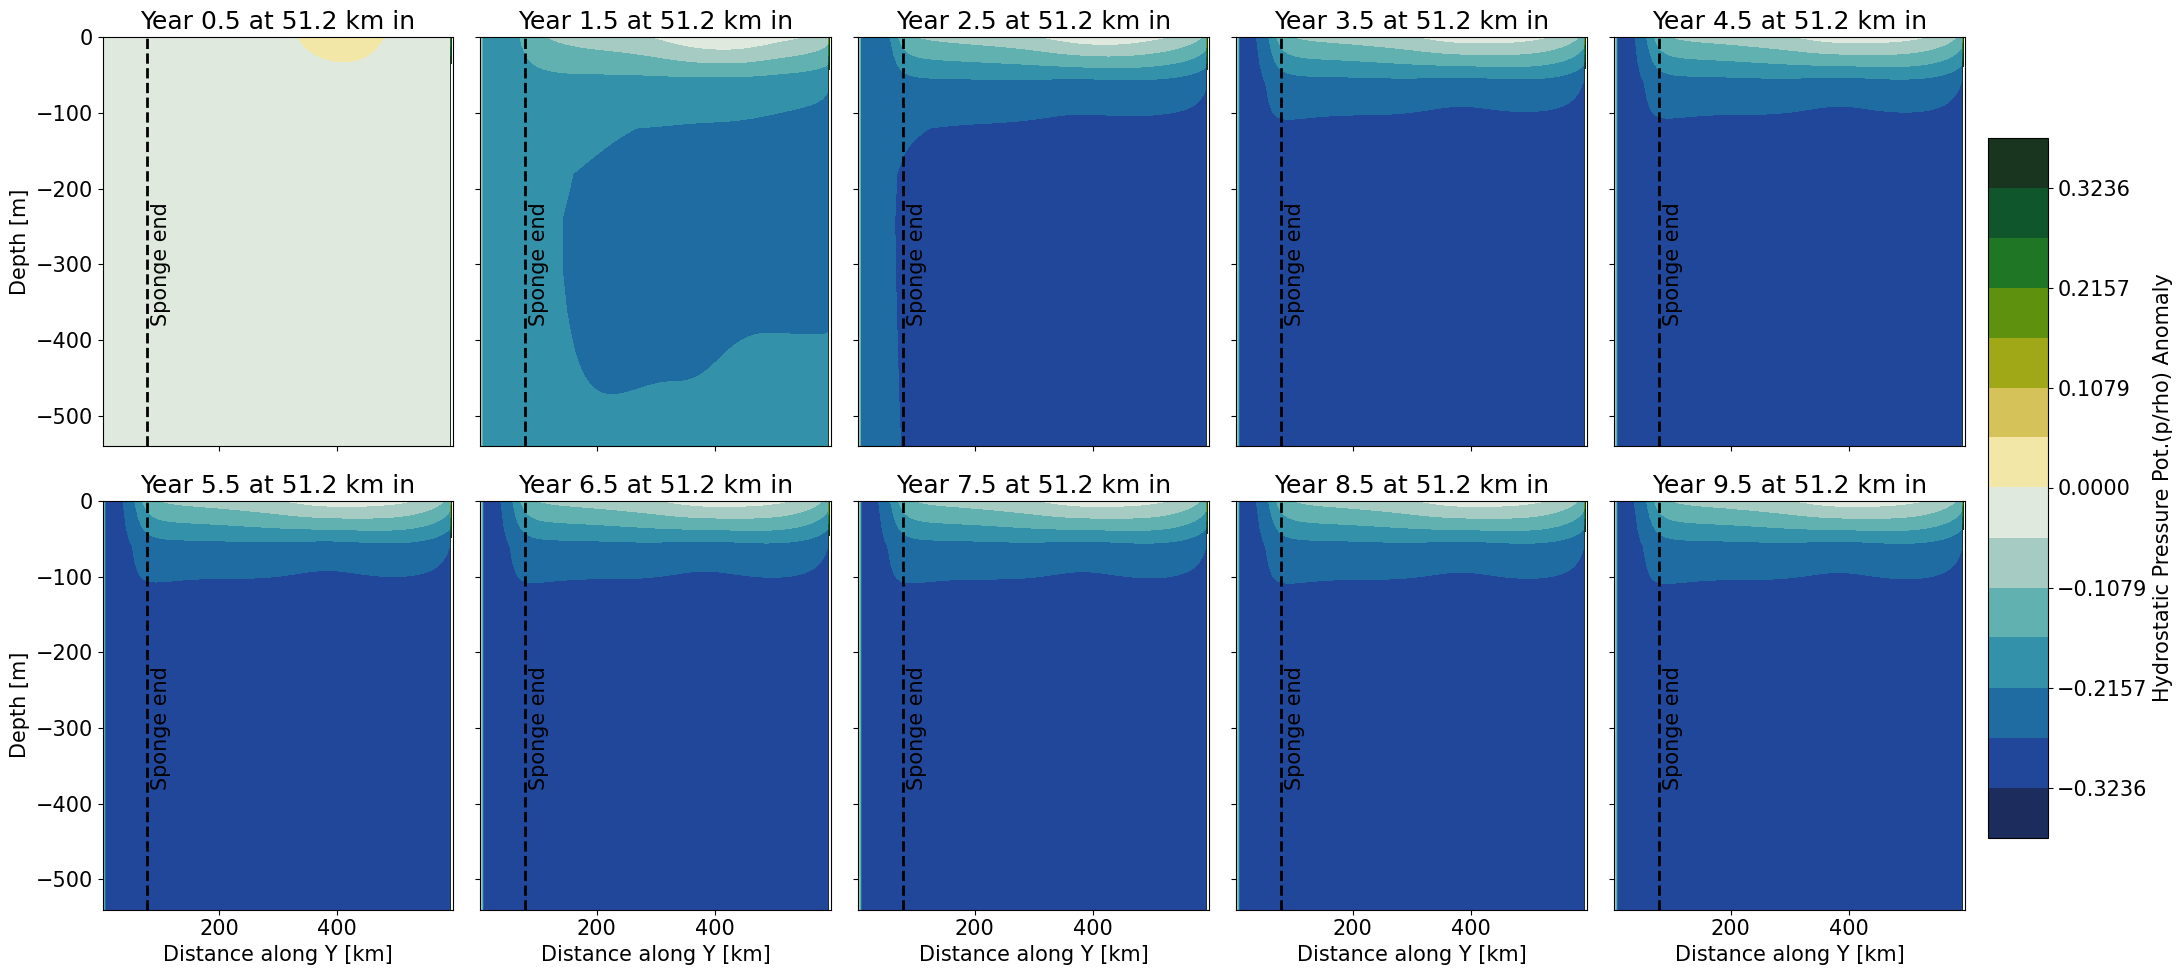 Year 0.5 at 51.2 km in
Year 1.5 at 51.2 km in
Year 2.5 at 51.2 km in
Year 3.5 at 51.2 km in
Year 4.5 at 51.2 km in
0
−100
−200
−300
−400
−500
Depth [m]
Sponge end
Sponge end
Sponge end
Sponge end
Sponge end
200 400
200 400
200 400
200 400
200 400
Year 5.5 at 51.2 km in
Year 6.5 at 51.2 km in
Year 7.5 at 51.2 km in
Year 8.5 at 51.2 km in
Year 9.5 at 51.2 km in
0
−100
−200
−300
−400
−500
Depth [m]
Sponge end
Sponge end
Sponge end
Sponge end
Sponge end
Distance along Y [km]
Distance along Y [km]
Distance along Y [km]
Distance along Y [km]
Distance along Y [km]
0.3236
0.2157
0.1079
0.0000
−0.1079
−0.2157
−0.3236
Hydrostatic Pressure Pot.(p/rho) Anomaly